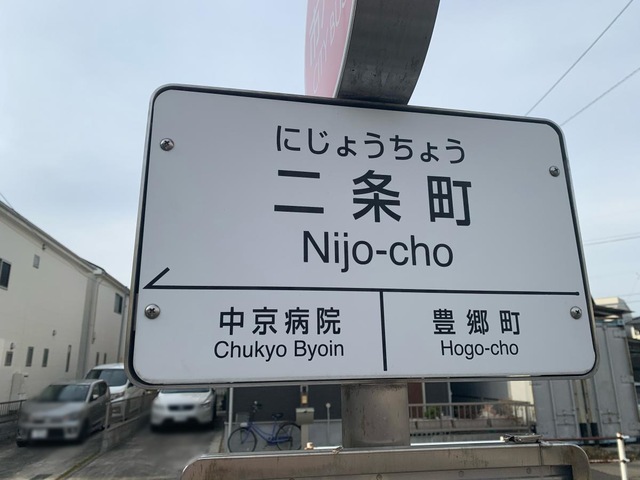 にじょうちょう
二条町
Nijo-cho
中京病院
Chukyo Byoin
豊郷町
Hogo-cho